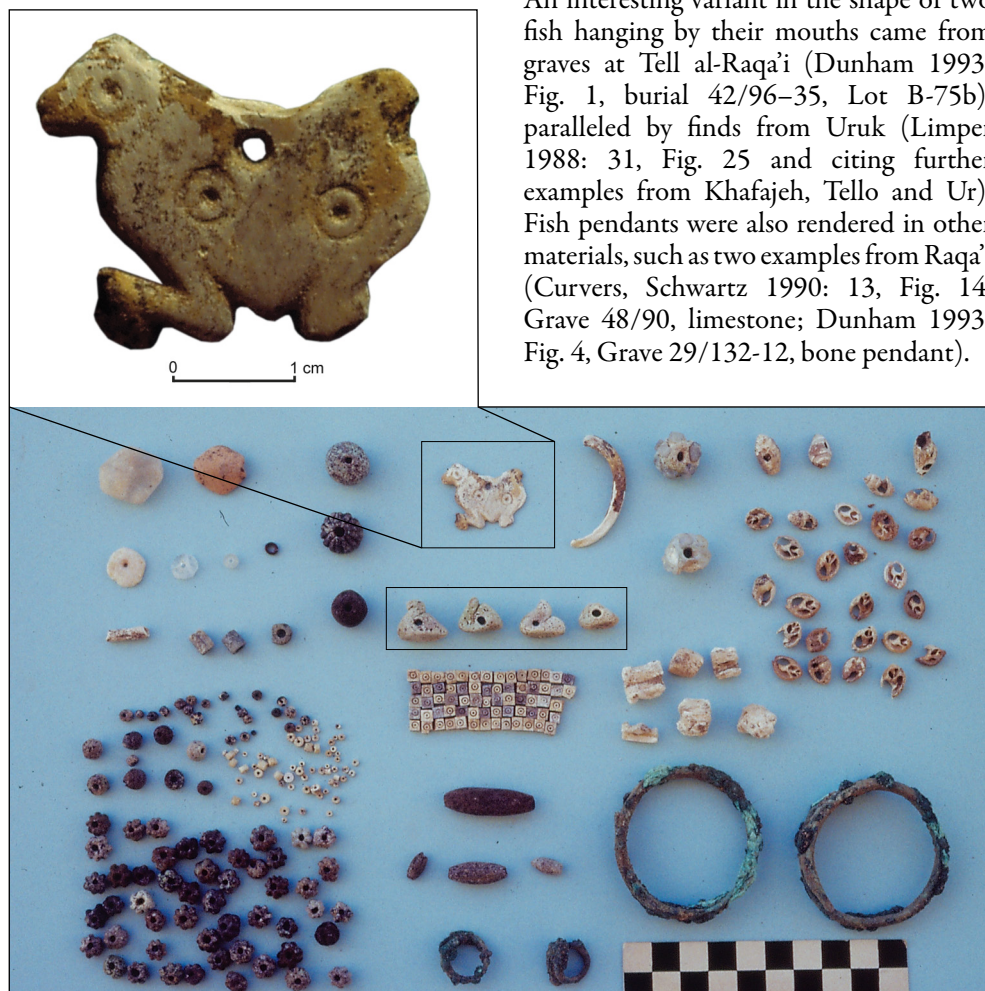 An interesting variant in the shape of two
fish hanging by their mouths came from
graves at Tell al-Raqa’i (Dunham 1993
Fig. 1, burial 42/96–35, Lot B-75b)
paralleled by finds from Uruk (Limper
1988: 31, Fig. 25 and citing further
examples from Khafajeh, Tello and Ur)
Fish pendants were also rendered in other
materials, such as two examples from Raqa’i
(Curvers, Schwartz 1990: 13, Fig. 14
Grave 48/90, limestone; Dunham 1993
Fig. 4, Grave 29/132-12, bone pendant).
0 1 cm